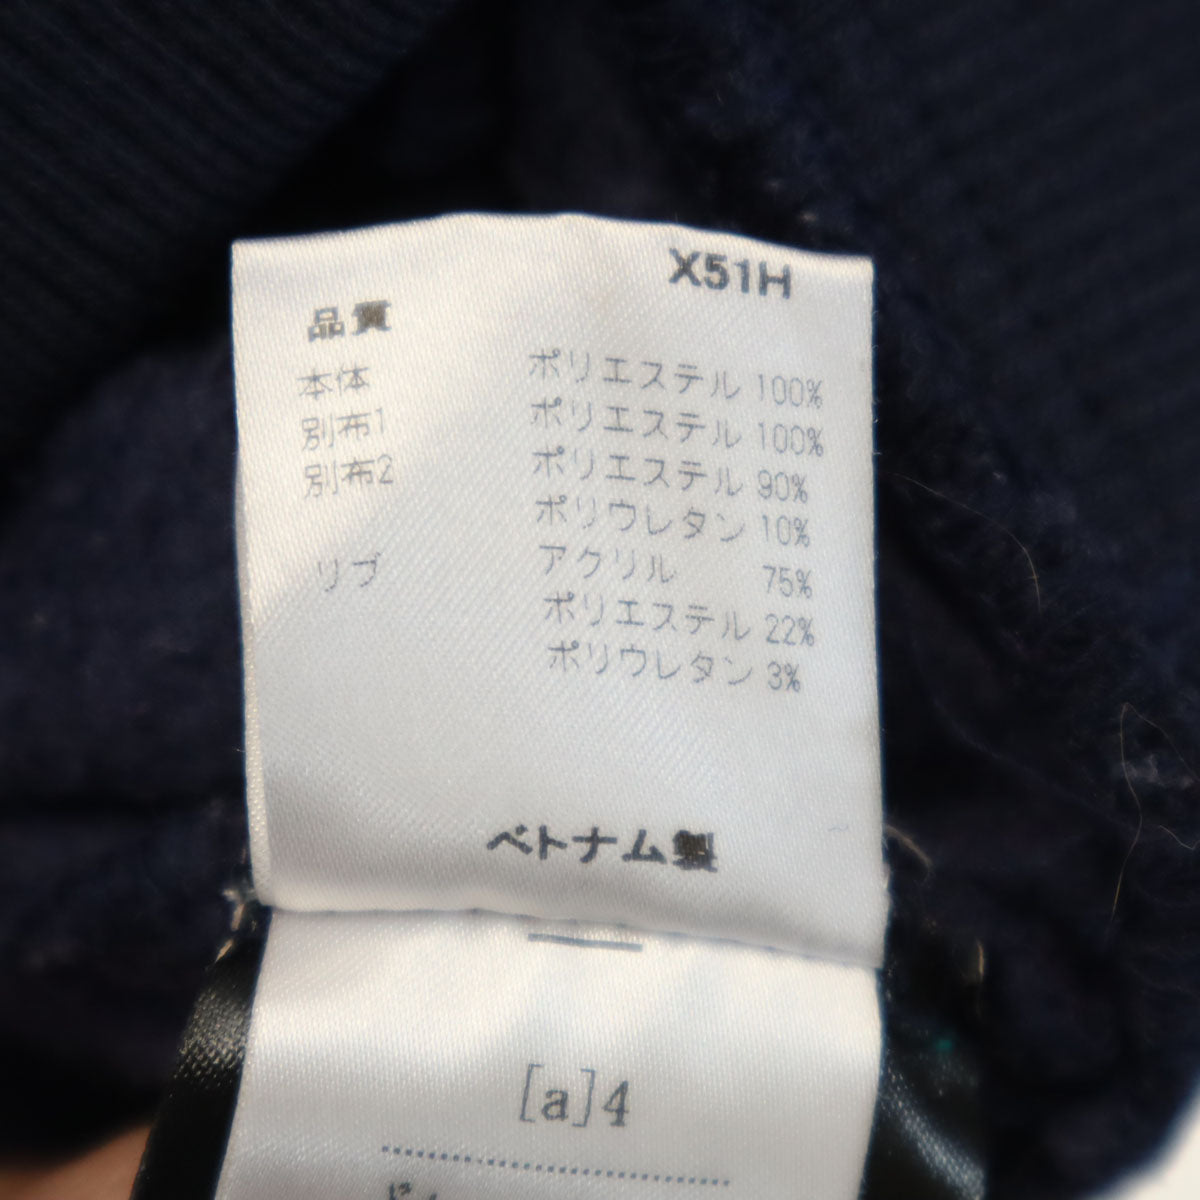 X51H
品質
本体 ポリエステル 100%
別布1 ポリエステル 100%
別布2 ポリエステル 90%
ポリウレタン 10%
リブ アクリル 75%
ポリエステル 22%
ポリウレタン 3%
ベトナム製
[a]4